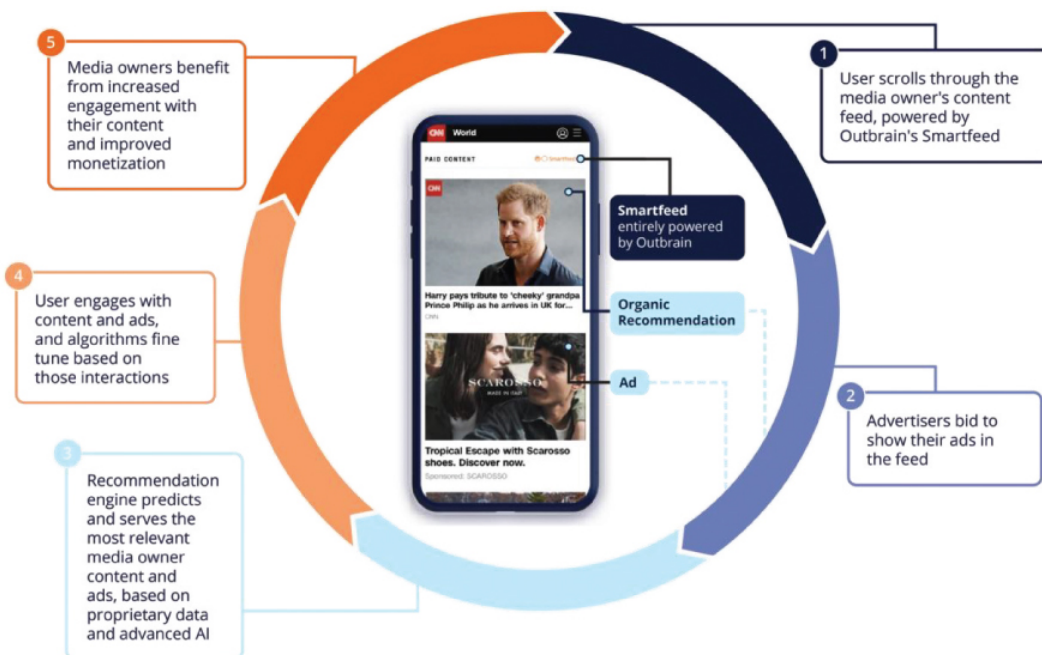 5
Media owners benefit
from increased
engagement with
their content
and improved
monetization
1
User scrolls through the
media owner's content
feed, powered by
Outbrain's Smartfeed
CNN World
PAID CONTENT
Smartfeed
CNN
Harry pays tribute to 'cheeky' grandpa
Prince Philip as he arrives in UK for...
CNN
SCAROSSO
MADE IN ITALY
Tropical Escape with Scarosso
shoes. Discover now.
Sponsored: SCAROSSO
Smartfeed
entirely powered
by Outbrain
Organic
Recommendation
Ad
4
User engages with
content and ads,
and algorithms fine
tune based on
those interactions
2
Advertisers bid to
show their ads in
the feed
3
Recommendation
engine predicts
and serves the
most relevant
media owner
content and
ads, based on
proprietary data
and advanced AI